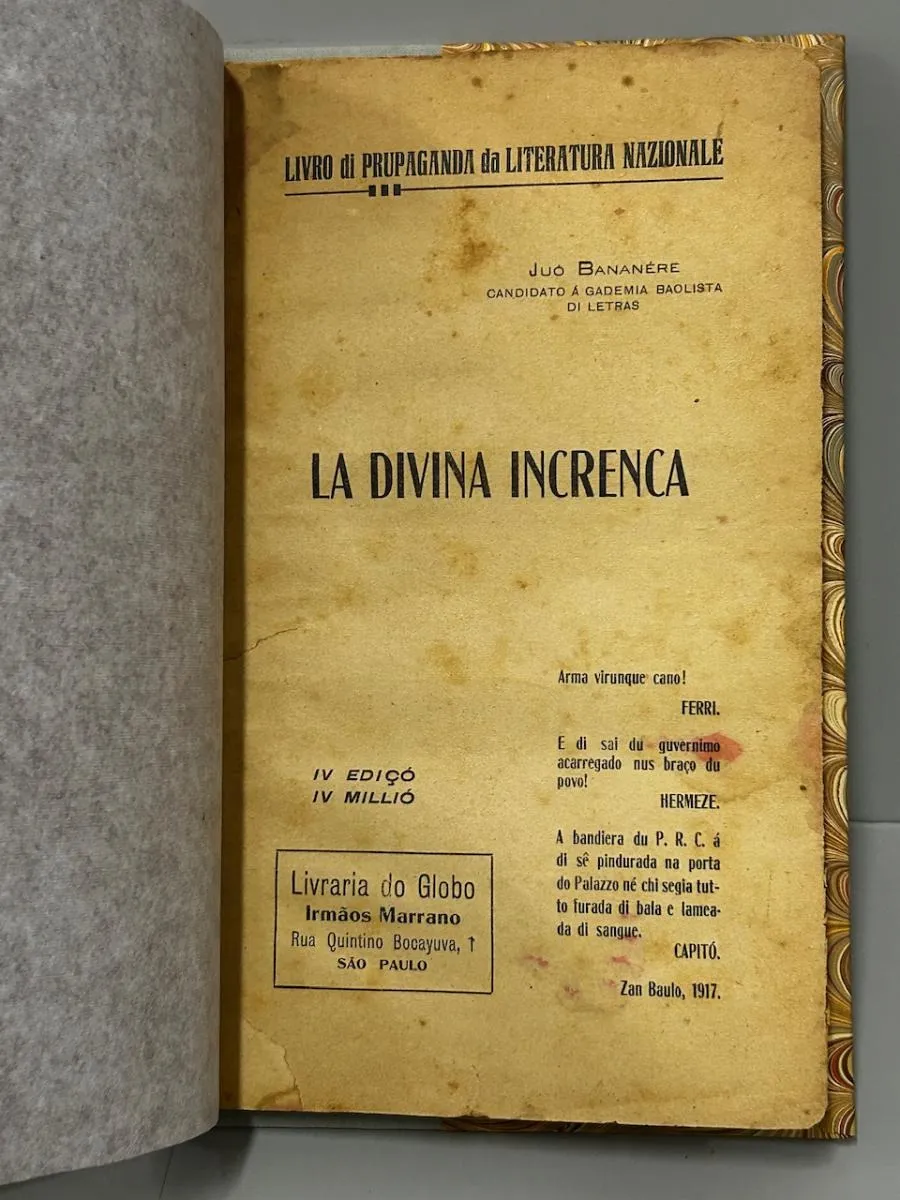 LIVRO di PRUPAGANDA da LITERATURA NAZIONALE
JUÓ BANANÉRE
CANDIDATO Á GADEMIA BAOLISTA
DI LETRAS
LA DIVINA INCRENCA
Arma virunque cano!
FERRI.
E di sai du guvernimo
acarregado nus braço du
povo!
HERMEZE.
IV EDIÇÓ
IV MILLIÓ
A bandiera du P. R. C. á
di sê pindurada na porta
do Palazzo né chi segia tut-
to furada di bala e lamea-
da di sangue.
CAPITÓ.
Zan Baulo, 1917.
Livraria do Globo
Irmãos Marrano
Rua Quintino Bocayuva, 1
SÃO PAULO